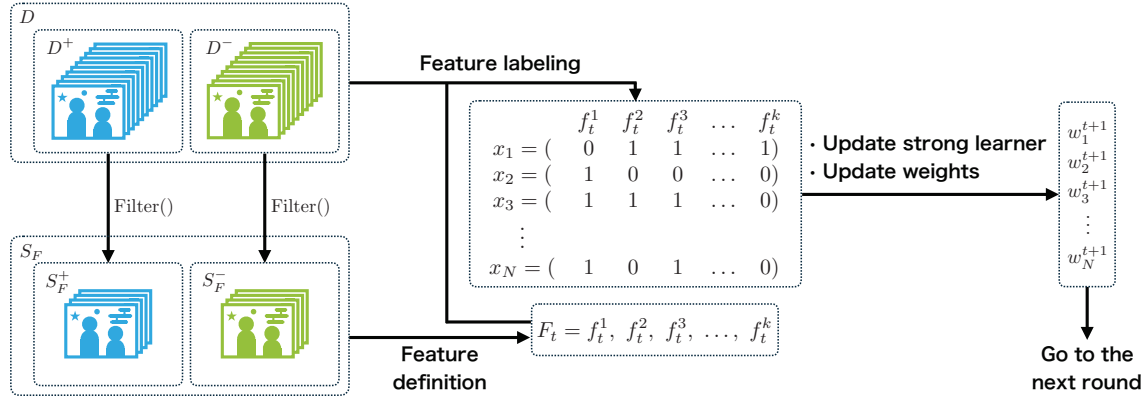 D
D⁺ D⁻
Feature labeling
f_t^1 f_t^2 f_t^3 … f_t^k
x_1 = ( 0 1 1 … 1)
x_2 = ( 1 0 0 … 0)
x_3 = ( 1 1 1 … 0)
⋮
x_N = ( 1 0 1 … 0)
· Update strong learner
· Update weights
w_1^{t+1}
w_2^{t+1}
w_3^{t+1}
⋮
w_N^{t+1}
Filter() Filter()
S_F
S_F^+ S_F^-
Feature
definition
F_t = f_t^1, f_t^2, f_t^3, …, f_t^k
Go to the
next round